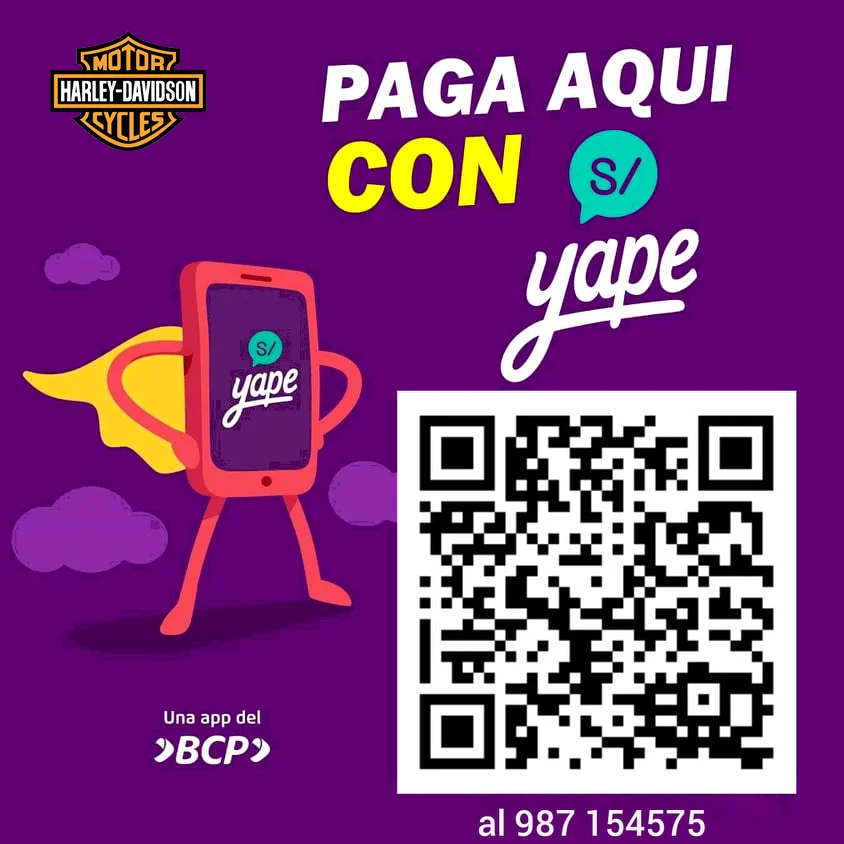 MOTOR
HARLEY-DAVIDSON
CYCLES
PAGA AQUI
CON S/
yape
S/
yape
Una app del
BCP
al 987 154575